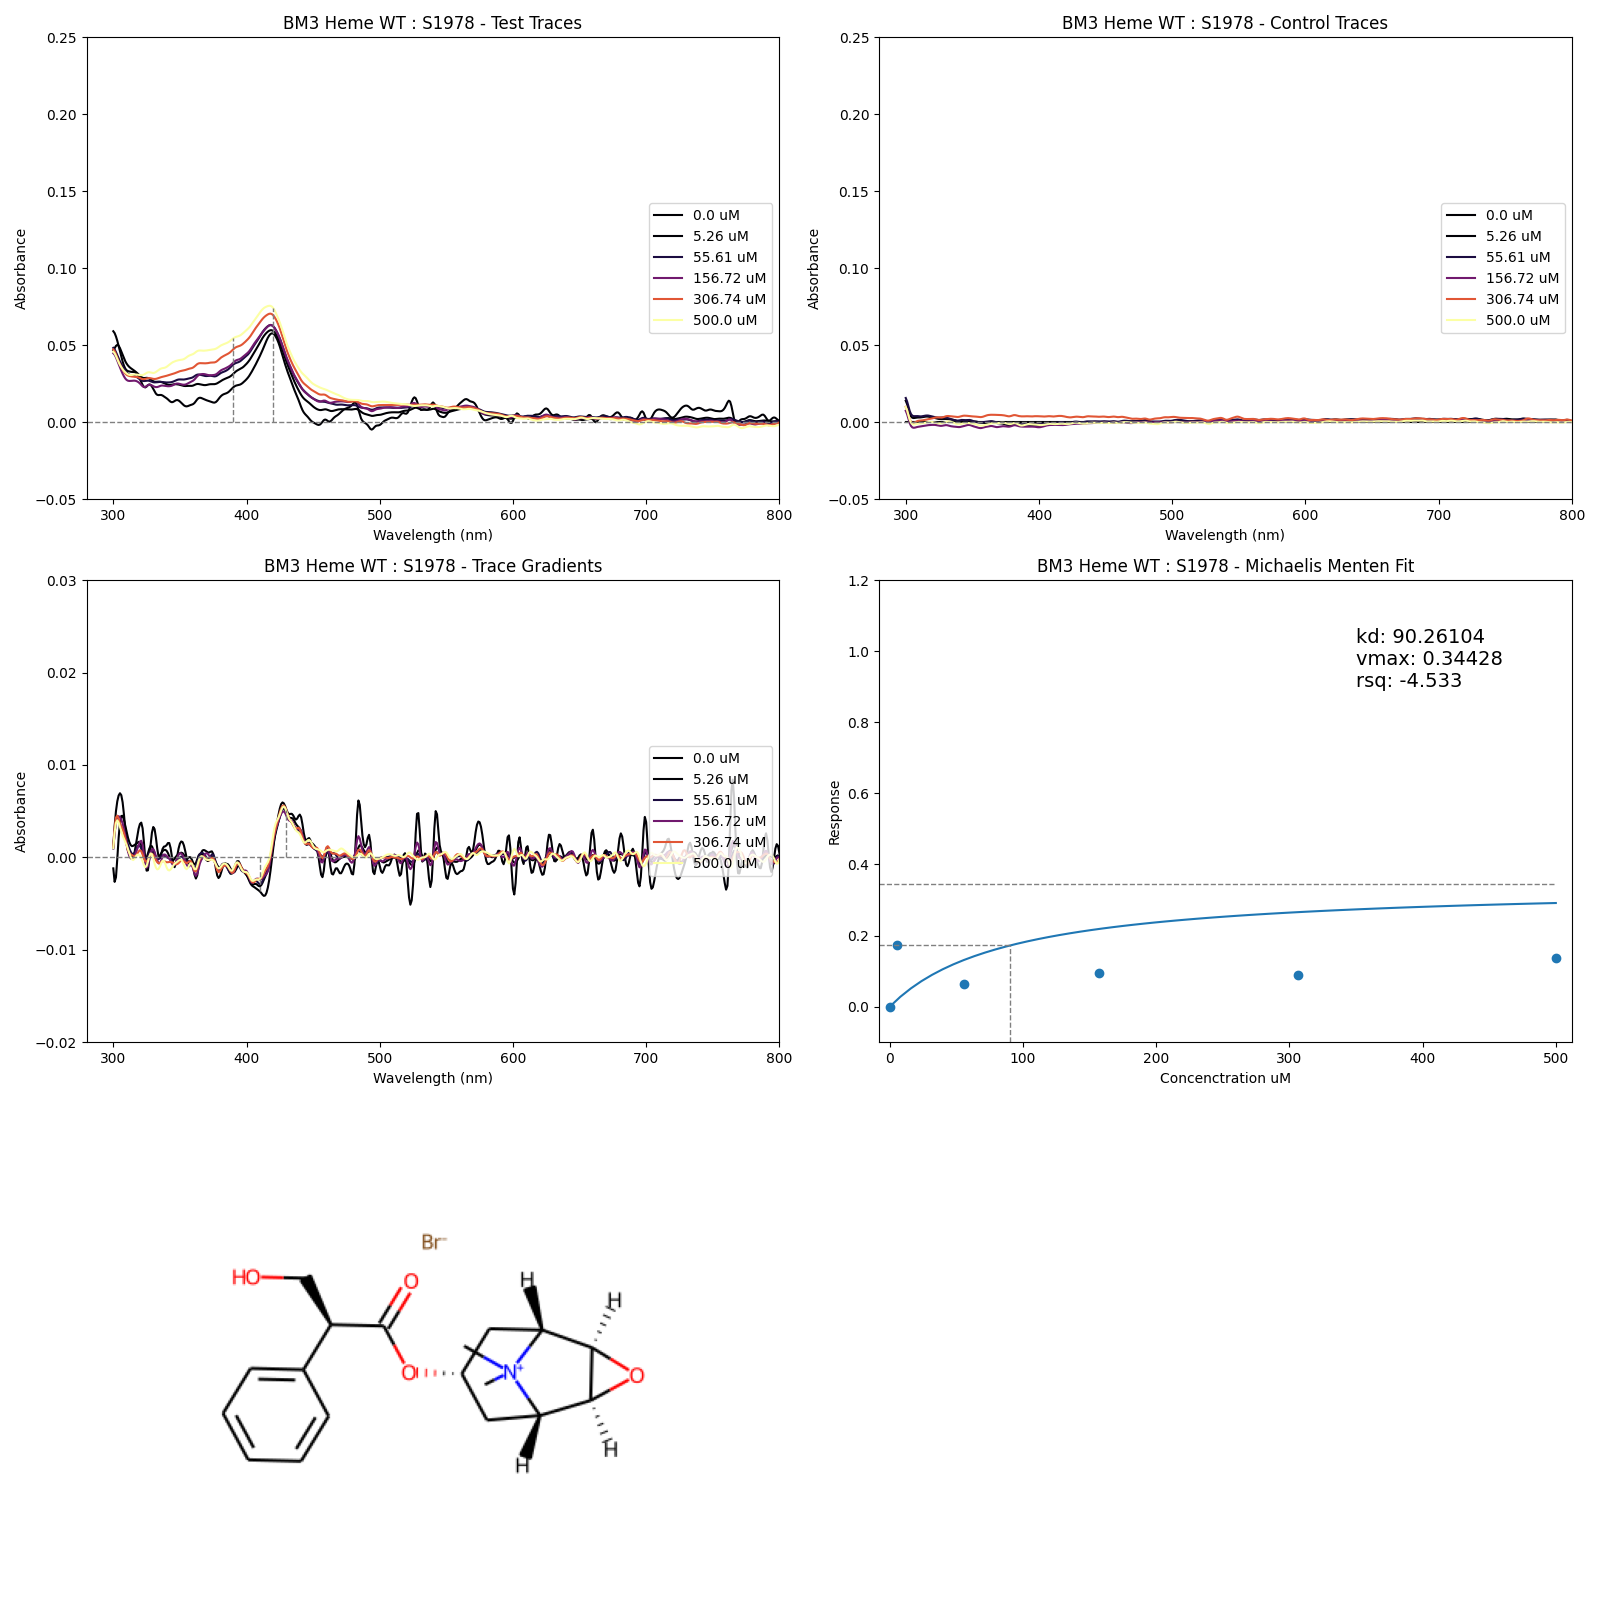 BM3 Heme WT : S1978 - Test Traces
0.25
0.20
0.15
0.10
0.05
0.00
−0.05
Absorbance
300
400
500
600
700
800
Wavelength (nm)
0.0 uM
5.26 uM
55.61 uM
156.72 uM
306.74 uM
500.0 uM
BM3 Heme WT : S1978 - Control Traces
0.25
0.20
0.15
0.10
0.05
0.00
−0.05
Absorbance
300
400
500
600
700
800
Wavelength (nm)
0.0 uM
5.26 uM
55.61 uM
156.72 uM
306.74 uM
500.0 uM
BM3 Heme WT : S1978 - Trace Gradients
0.03
0.02
0.01
0.00
−0.01
−0.02
Absorbance
300
400
500
600
700
800
Wavelength (nm)
0.0 uM
5.26 uM
55.61 uM
156.72 uM
306.74 uM
500.0 uM
BM3 Heme WT : S1978 - Michaelis Menten Fit
1.2
1.0
0.8
0.6
0.4
0.2
0.0
Response
0
100
200
300
400
500
Concenctration uM
kd: 90.26104
vmax: 0.34428
rsq: -4.533
Br⁻
HO
O
O
N⁺
H
H
O
H
H